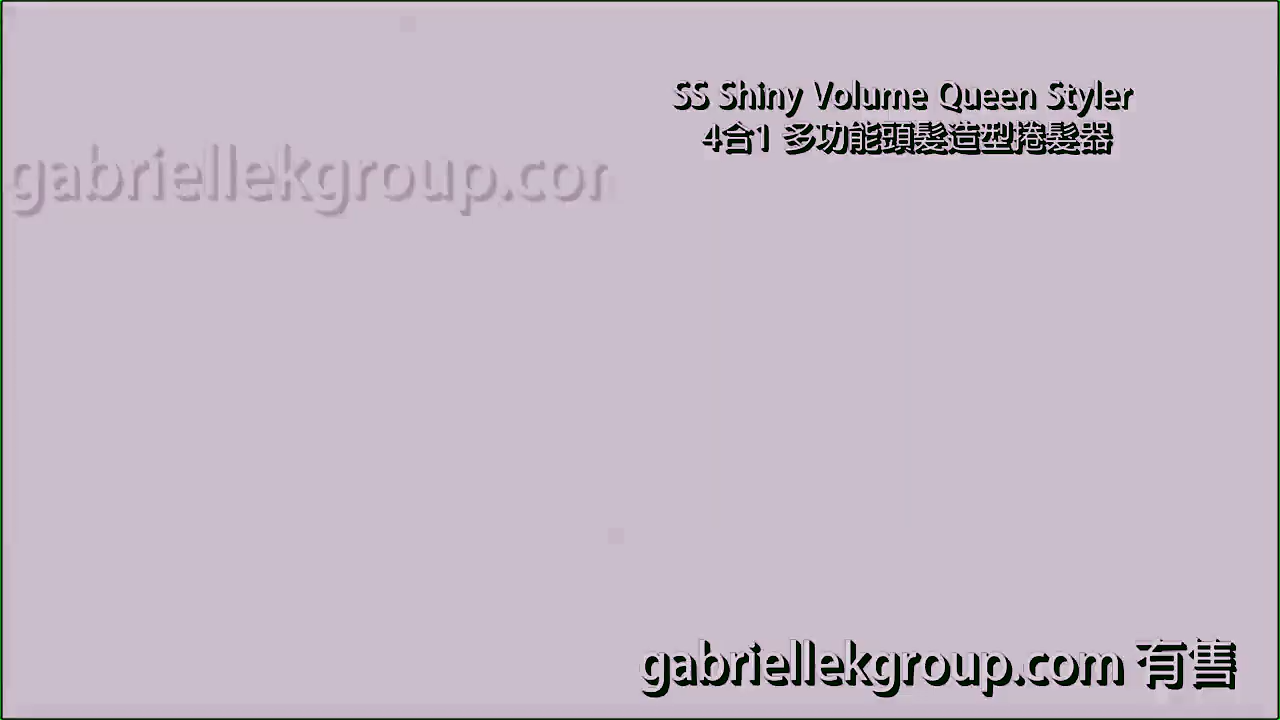 SS Shiny Volume Queen Styler
4合1 多功能頭髮造型捲髮器
gabriellekgroup.com
gabriellekgroup.com 有售